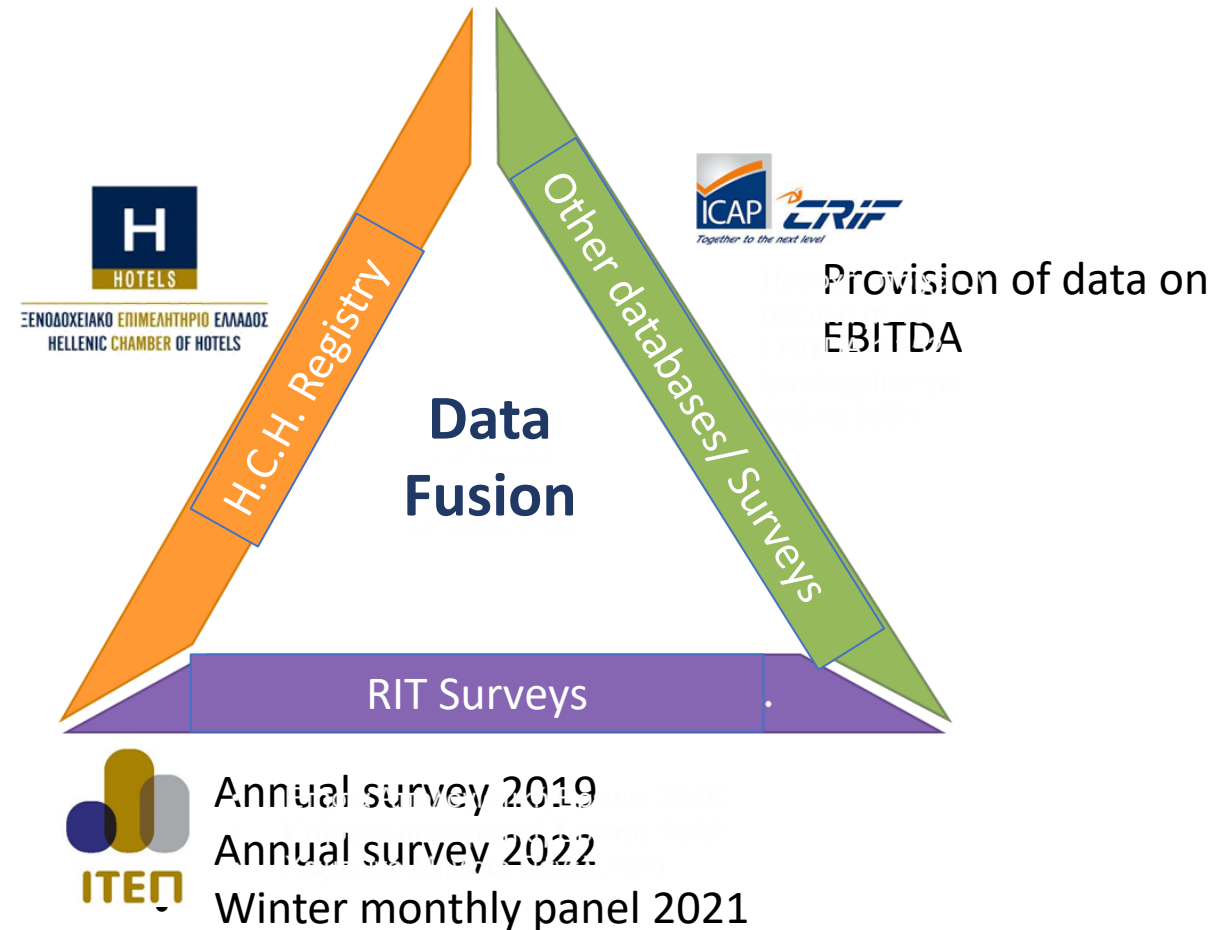 ICAP CRIF
Together to the next level
H
HOTELS
ΞΕΝΟΔΟΧΕΙΑΚΟ ΕΠΙΜΕΛΗΤΗΡΙΟ ΕΛΛΑΔΟΣ
HELLENIC CHAMBER OF HOTELS
H.C.H. Registry
Other databases/ Surveys
Provision of data on
EBITDA
Data
Fusion
RIT Surveys .
ΙΤΕΠ
Annual survey 2019
Annual survey 2022
• Winter monthly panel 2021